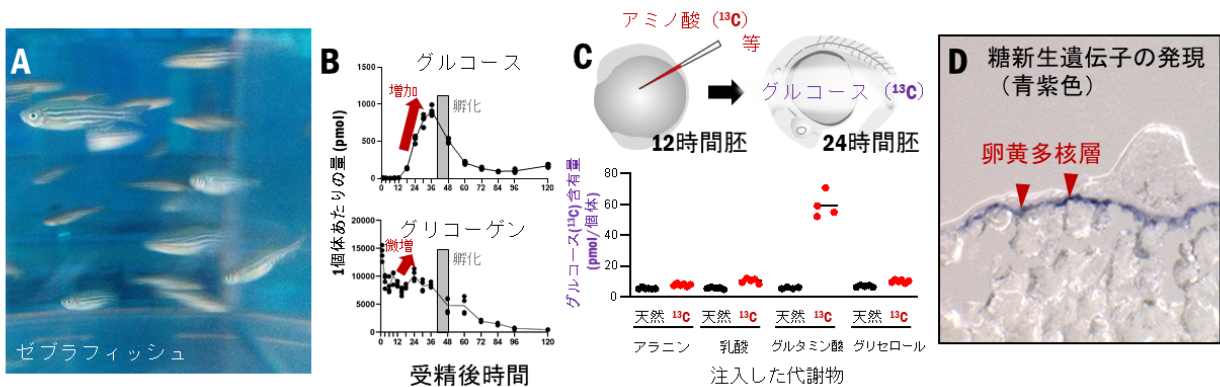 A
ゼブラフィッシュ
B
グルコース
増加
孵化
1500
1000
500
0
0 12 24 36 48 60 72 84 96 120
グリコーゲン
微増
孵化
20000
15000
10000
5000
0
0 12 24 36 48 60 72 84 96 120
1個体あたりの量 (pmol)
受精後時間
C
アミノ酸 (¹³C)
等
グルコース (¹³C)
12時間胚
24時間胚
グルコース(¹³C)含有量
(pmol/個体)
80
60
40
20
0
天然 ¹³C 天然 ¹³C 天然 ¹³C 天然 ¹³C
アラニン 乳酸 グルタミン酸 グリセロール
注入した代謝物
D
糖新生遺伝子の発現
（青紫色）
卵黄多核層